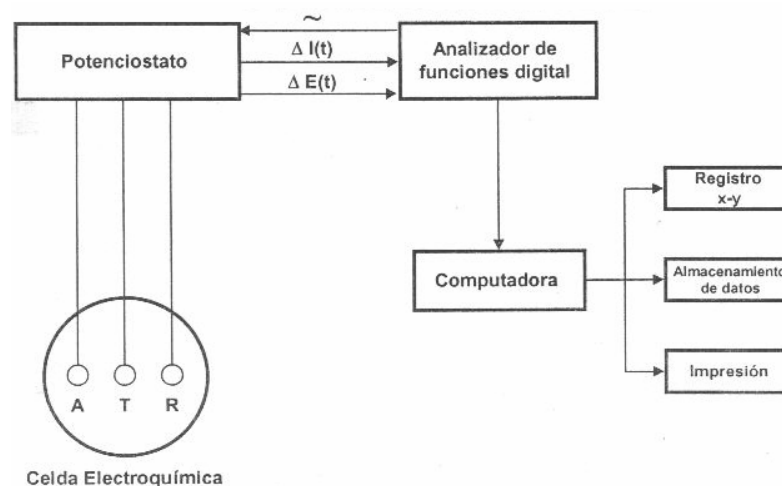 ~
Potenciostato
Δ I(t)
Δ E(t)
Analizador de
funciones digital
Registro
x-y
Computadora
Almacenamiento
de datos
Impresión
A T R
Celda Electroquímica